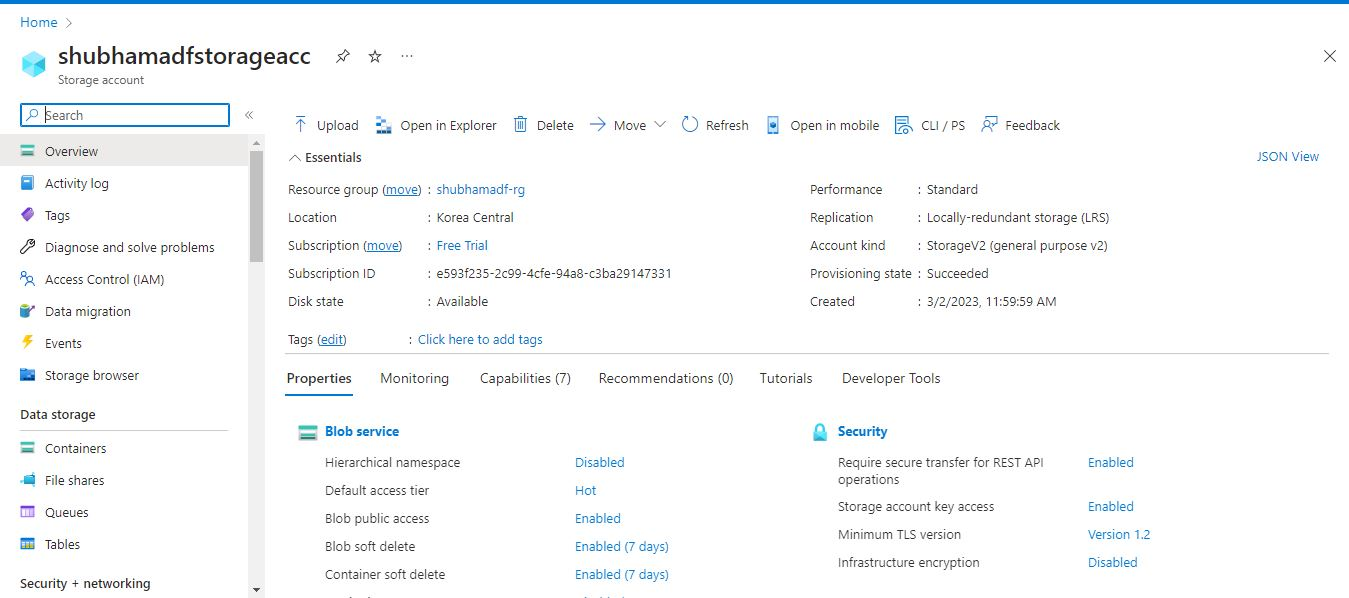 Home >
shubhamadfstorageacc ...
Storage account
Search «
Overview
Activity log
Tags
Diagnose and solve problems
Access Control (IAM)
Data migration
Events
Storage browser
Data storage
Containers
File shares
Queues
Tables
Security + networking
Upload Open in Explorer Delete Move Refresh Open in mobile CLI / PS Feedback
Essentials JSON View
Resource group (move) : shubhamadf-rg
Location : Korea Central
Subscription (move) : Free Trial
Subscription ID : e593f235-2c99-4cfe-94a8-c3ba29147331
Disk state : Available
Performance : Standard
Replication : Locally-redundant storage (LRS)
Account kind : StorageV2 (general purpose v2)
Provisioning state : Succeeded
Created : 3/2/2023, 11:59:59 AM
Tags (edit) : Click here to add tags
Properties Monitoring Capabilities (7) Recommendations (0) Tutorials Developer Tools
Blob service
Hierarchical namespace Disabled
Default access tier Hot
Blob public access Enabled
Blob soft delete Enabled (7 days)
Container soft delete Enabled (7 days)
Security
Require secure transfer for REST API Enabled
operations
Storage account key access Enabled
Minimum TLS version Version 1.2
Infrastructure encryption Disabled